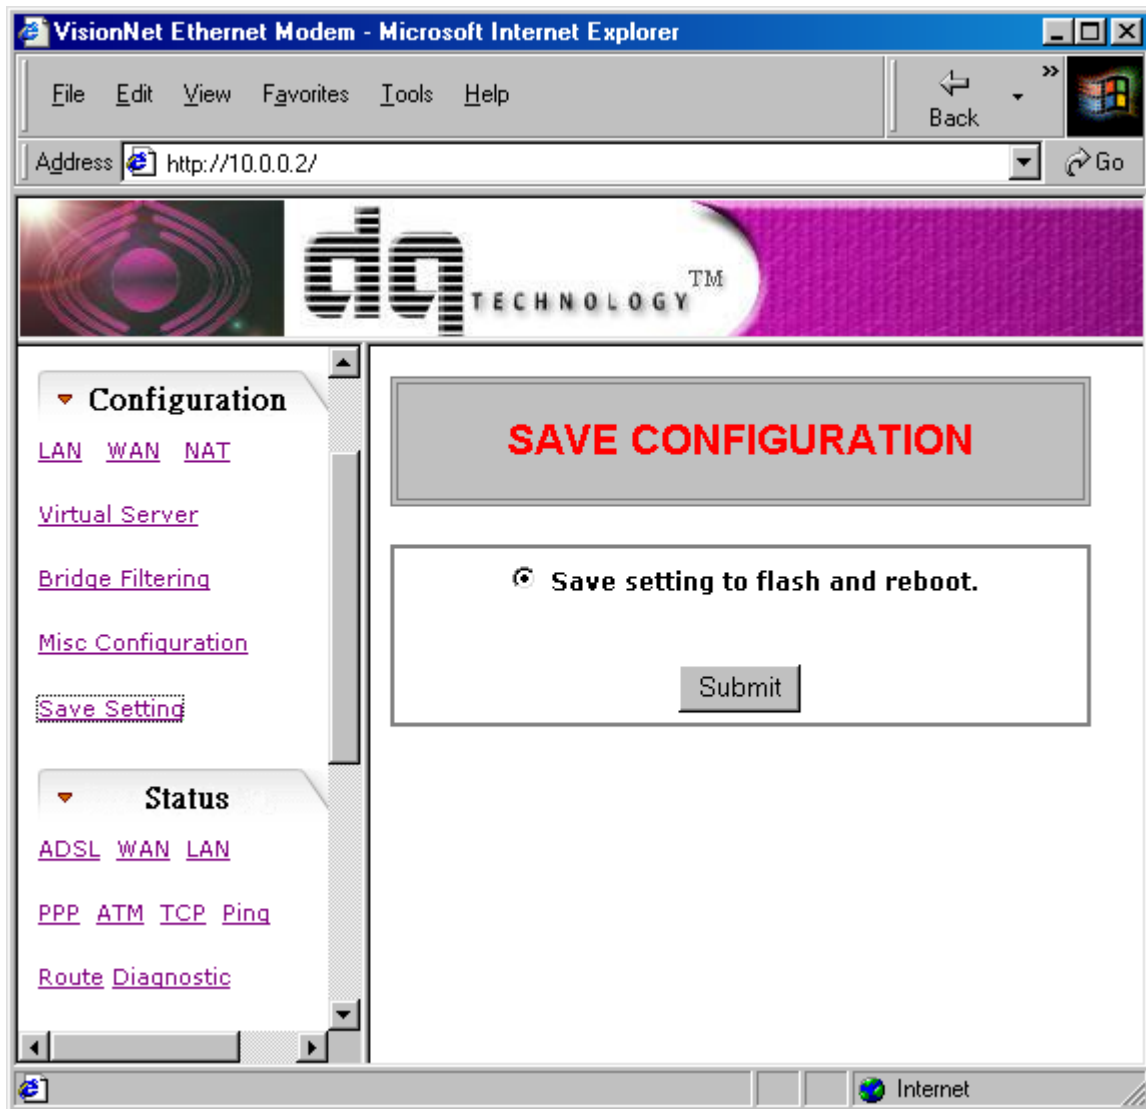 VisionNet Ethernet Modem - Microsoft Internet Explorer
File Edit View Favorites Tools Help
Back
»
Address http://10.0.0.2/
Go
dq TECHNOLOGY TM
Configuration
LAN WAN NAT
Virtual Server
Bridge Filtering
Misc Configuration
Save Setting
Status
ADSL WAN LAN
PPP ATM TCP Ping
Route Diagnostic
SAVE CONFIGURATION
Save setting to flash and reboot.
Submit
Internet